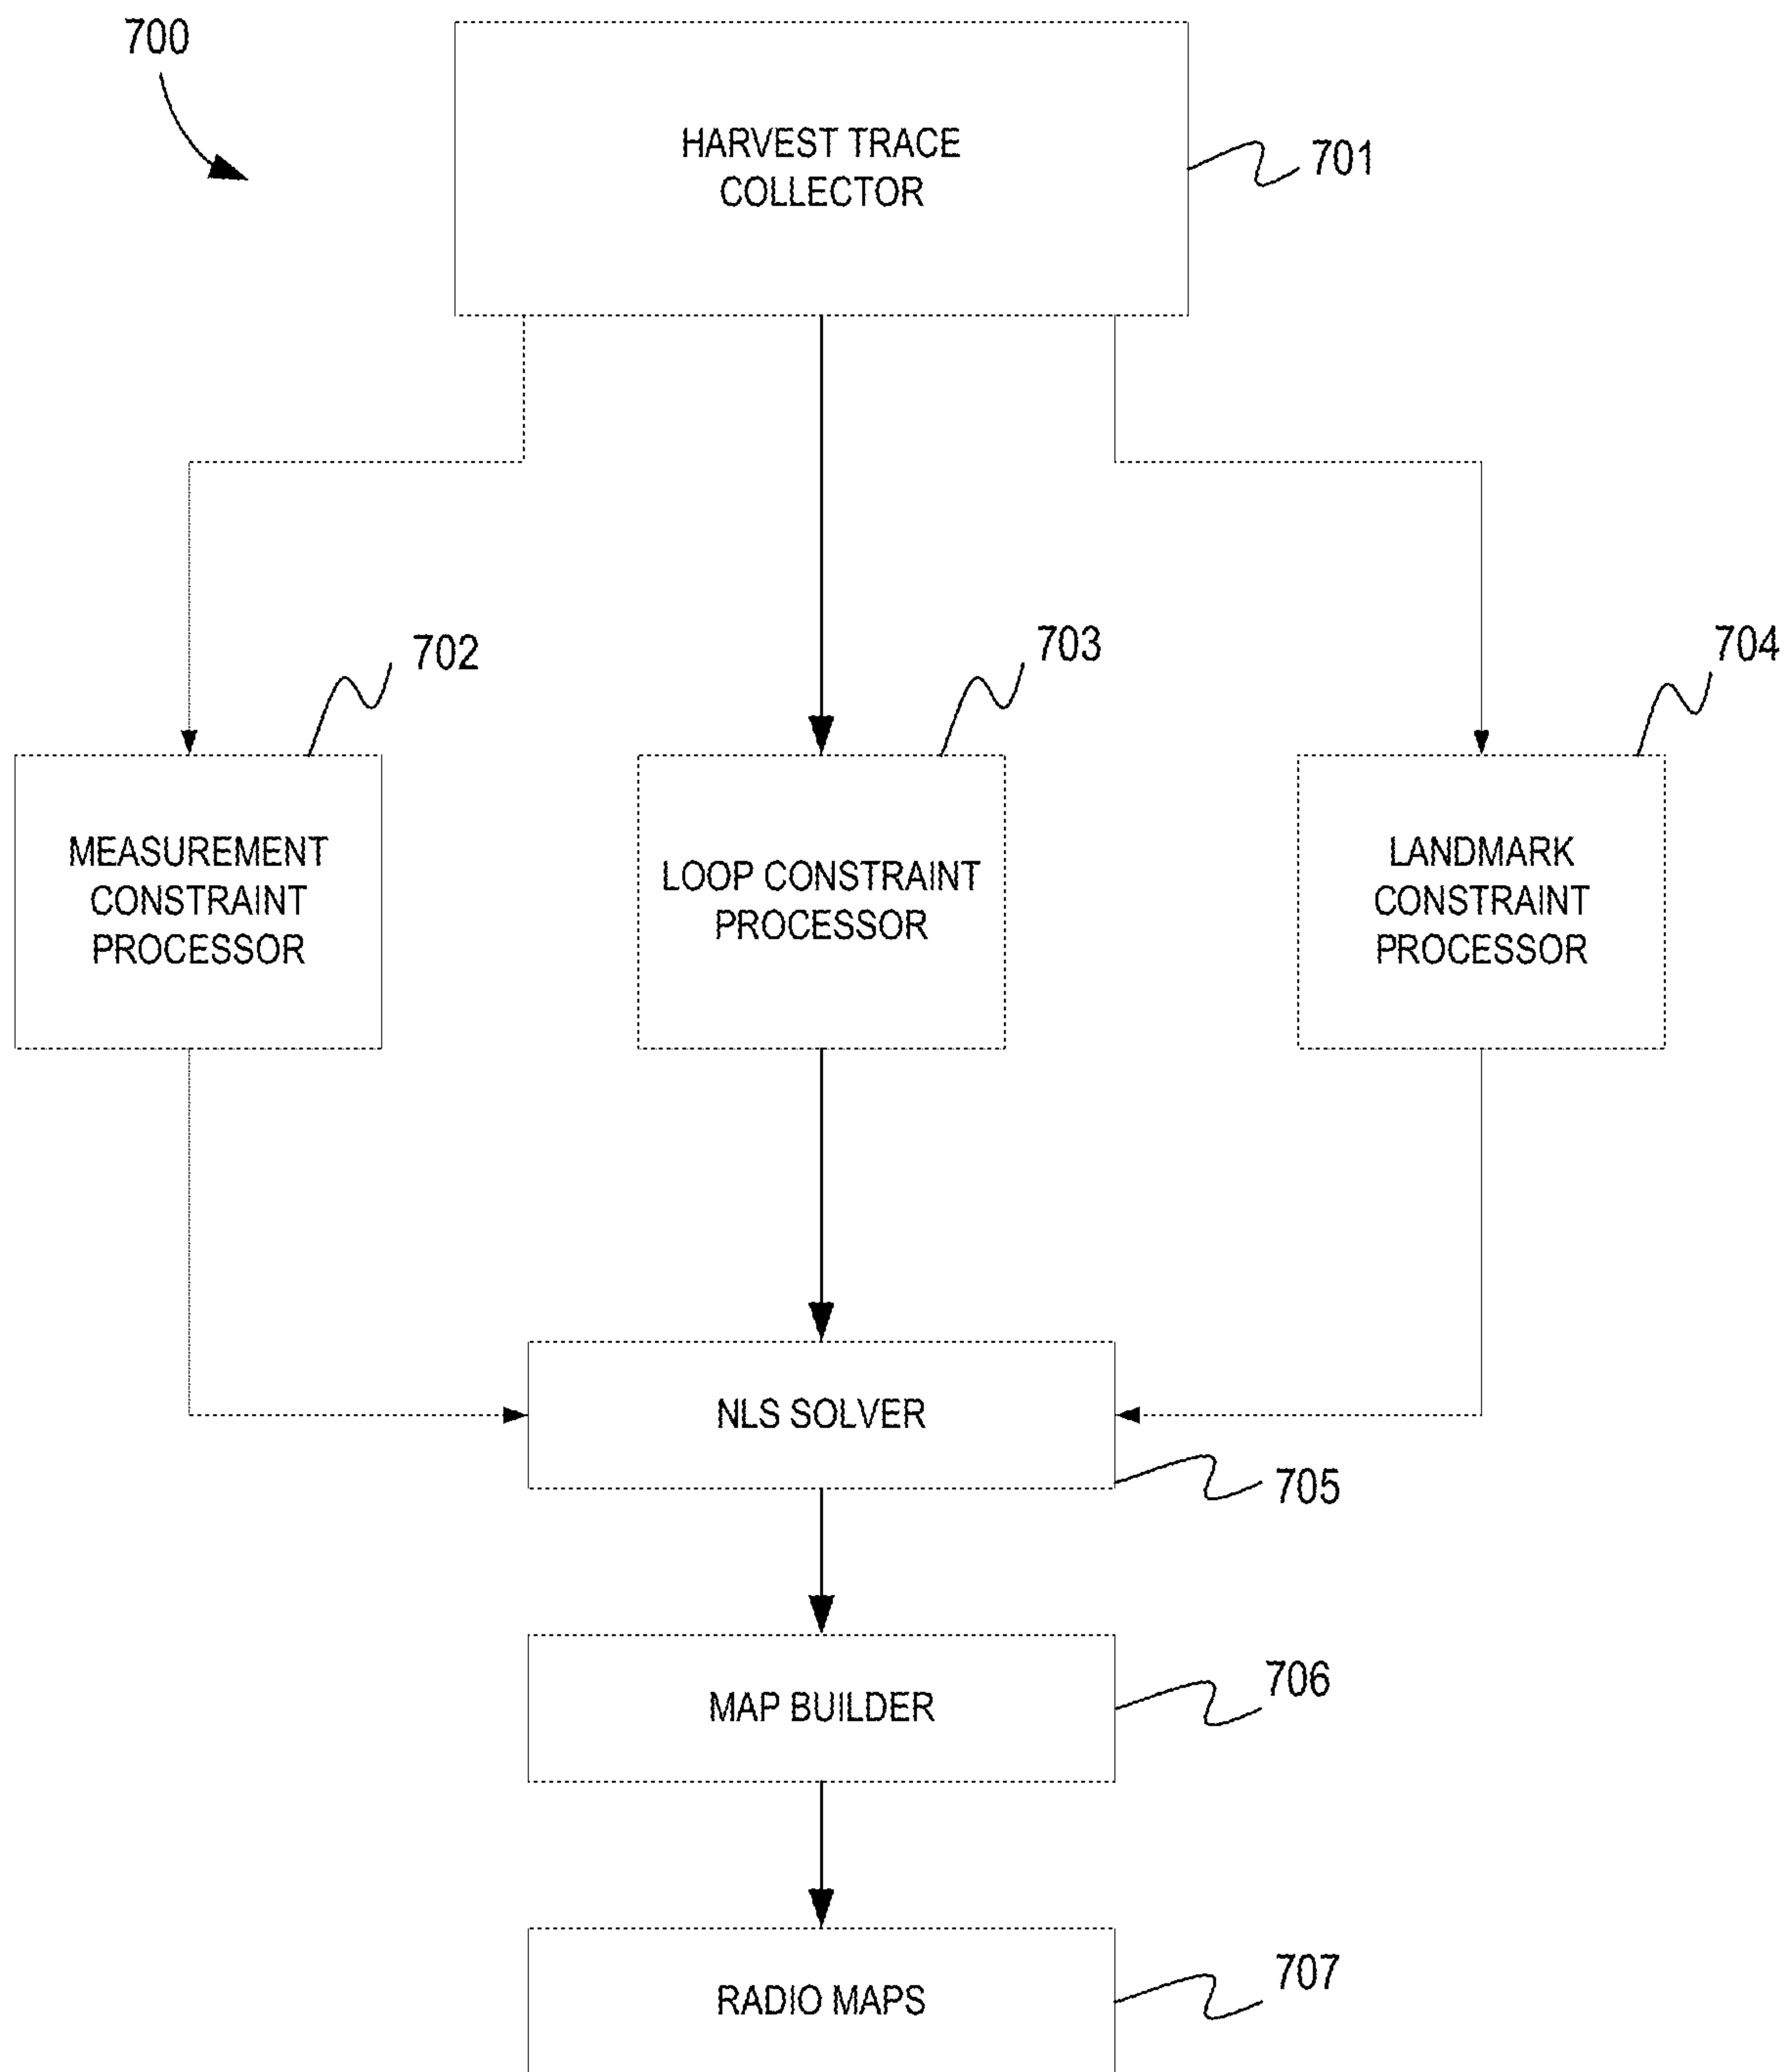 700
HARVEST TRACE
COLLECTOR
701
702
703
704
MEASUREMENT
CONSTRAINT
PROCESSOR
LOOP CONSTRAINT
PROCESSOR
LANDMARK
CONSTRAINT
PROCESSOR
NLS SOLVER
705
MAP BUILDER
706
RADIO MAPS
707